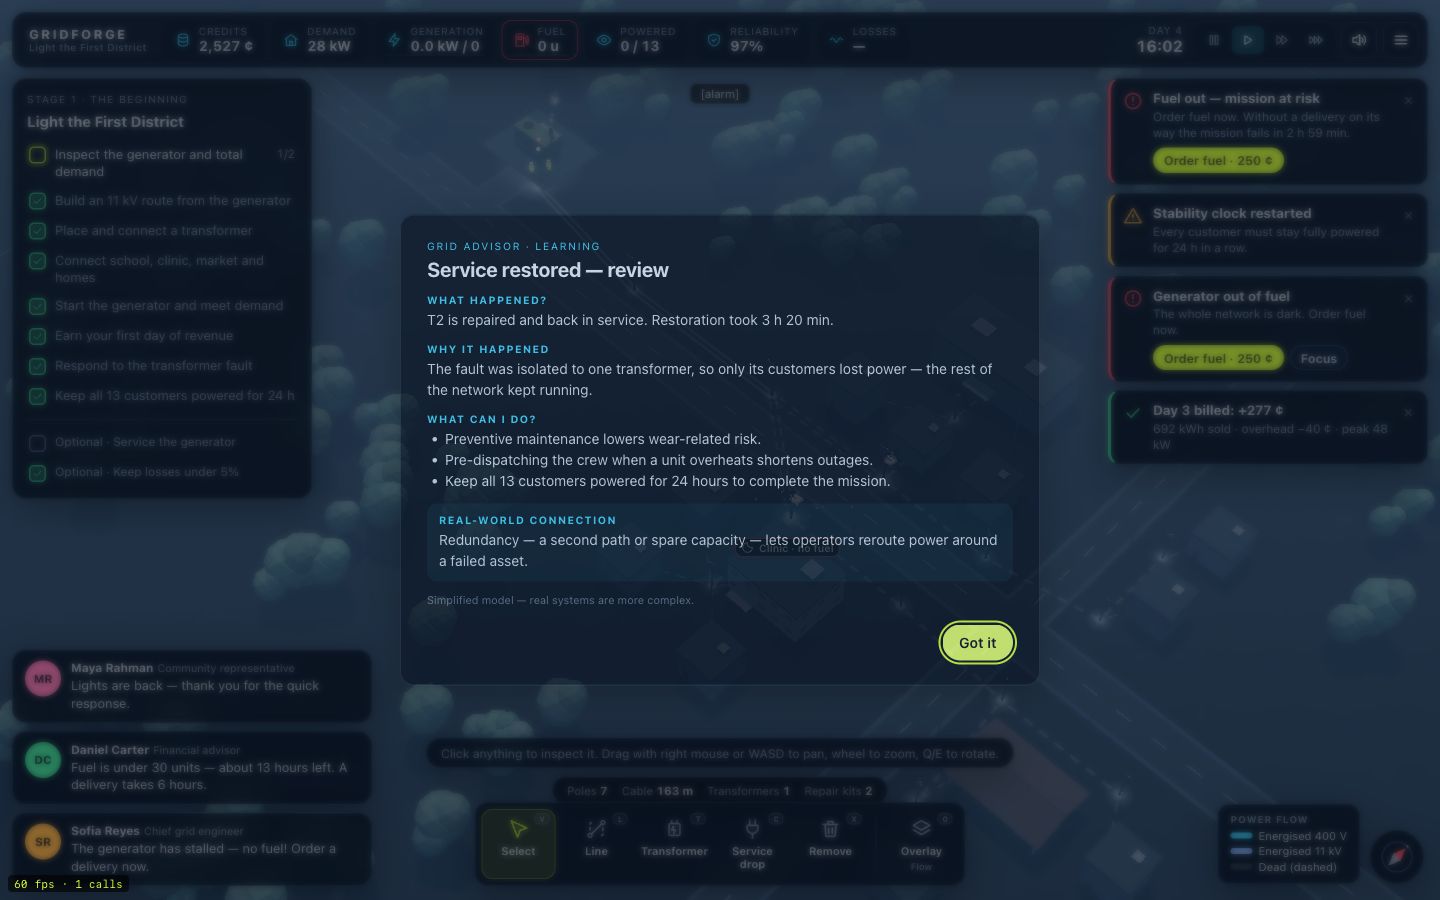 GRIDFORGE
Light the First District
CREDITS
2,527 ¢
DEMAND
28 kW
GENERATION
0.0 kW / 0
FUEL
0 u
POWERED
0 / 13
RELIABILITY
97%
LOSSES
—
DAY 4
16:02
STAGE 1 · THE BEGINNING
Light the First District
Inspect the generator and total
demand
1/2
Build an 11 kV route from the generator
Place and connect a transformer
Connect school, clinic, market and
homes
Start the generator and meet demand
Earn your first day of revenue
Respond to the transformer fault
Keep all 13 customers powered for 24 h
Optional · Service the generator
Optional · Keep losses under 5%
[alarm]
Fuel out — mission at risk
Order fuel now. Without a delivery on its
way the mission fails in 2 h 59 min.
Order fuel · 250 ¢
Stability clock restarted
Every customer must stay fully powered
for 24 h in a row.
Generator out of fuel
The whole network is dark. Order fuel
now.
Order fuel · 250 ¢
Focus
Day 3 billed: +277 ¢
692 kWh sold · overhead −40 ¢ · peak 48
kW
GRID ADVISOR · LEARNING
Service restored — review
WHAT HAPPENED?
T2 is repaired and back in service. Restoration took 3 h 20 min.
WHY IT HAPPENED
The fault was isolated to one transformer, so only its customers lost power — the rest of
the network kept running.
WHAT CAN I DO?
• Preventive maintenance lowers wear-related risk.
• Pre-dispatching the crew when a unit overheats shortens outages.
• Keep all 13 customers powered for 24 hours to complete the mission.
REAL-WORLD CONNECTION
Redundancy — a second path or spare capacity — lets operators reroute power around
a failed asset.
Clinic · no fuel
Simplified model — real systems are more complex.
Got it
MR
Maya Rahman Community representative
Lights are back — thank you for the quick
response.
DC
Daniel Carter Financial advisor
Fuel is under 30 units — about 13 hours left. A
delivery takes 6 hours.
SR
Sofia Reyes Chief grid engineer
The generator has stalled — no fuel! Order a
delivery now.
60 fps · 1 calls
Click anything to inspect it. Drag with right mouse or WASD to pan, wheel to zoom, Q/E to rotate.
Poles 7 Cable 163 m Transformers 1 Repair kits 2
V
Select
L
Line
T
Transformer
C
Service
drop
X
Remove
O
Overlay
Flow
POWER FLOW
Energised 400 V
Energised 11 kV
Dead (dashed)